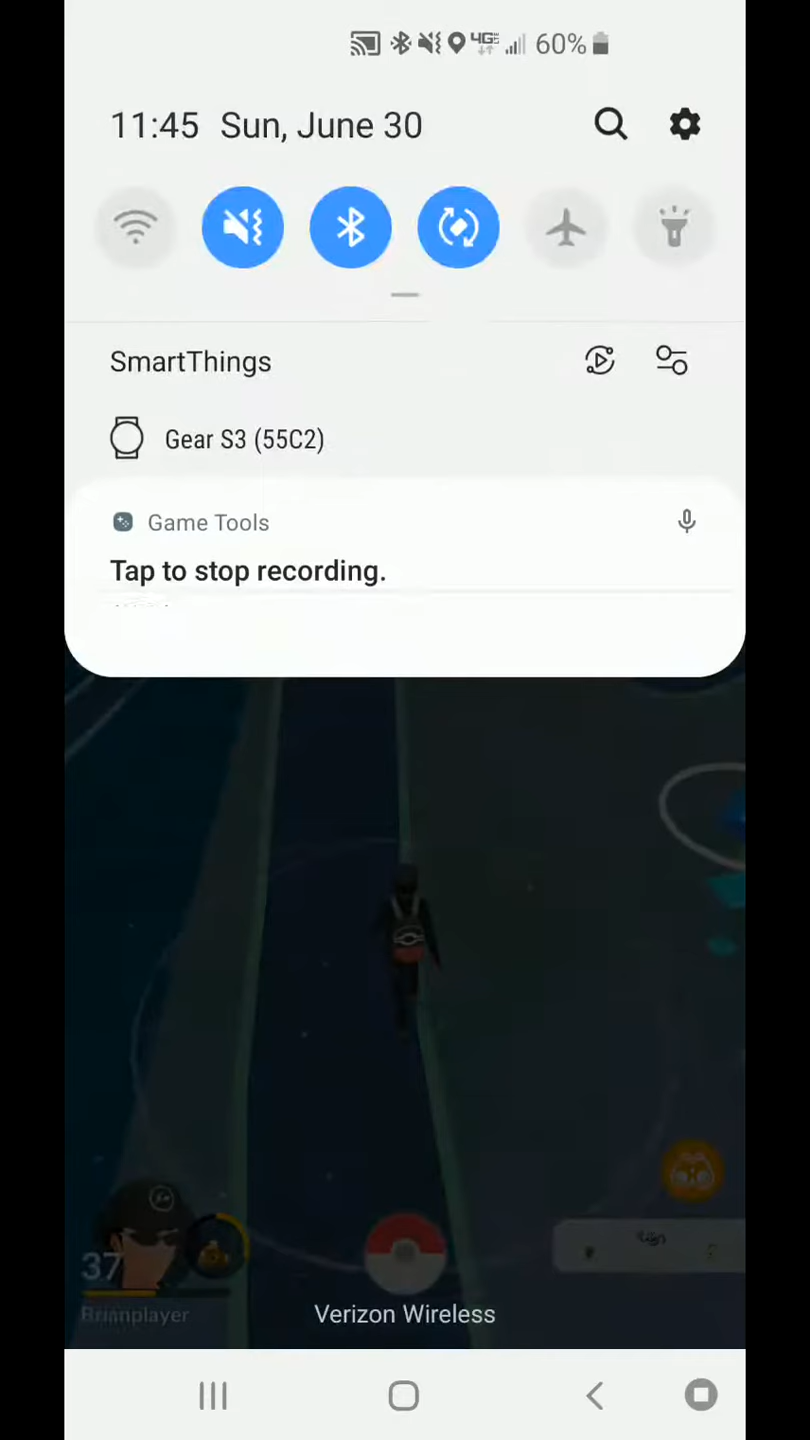 4G 60%
11:45 Sun, June 30
SmartThings
Gear S3 (55C2)
Game Tools
Tap to stop recording.
37
Brianplayer
Verizon Wireless